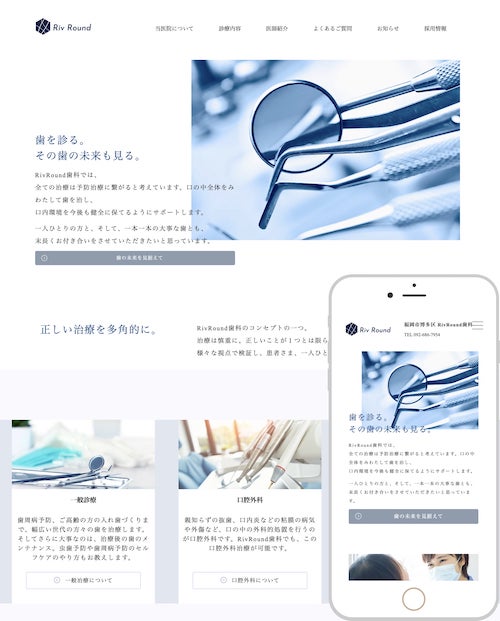 Riv Round
当医院について 診療内容 医師紹介 よくあるご質問 お知らせ 採用情報
歯を診る。
その歯の未来も見る。
RivRound歯科では、
全ての治療は予防治療に繋がると考えています。口の中全体をみ
わたして歯を治し、
口内環境を今後も健全に保てるようにサポートします。
一人ひとりの方と、そして、一本一本の大事な歯とも、
末長くお付き合いをさせていただきたいと思っています。
歯の未来を見据えて
正しい治療を多角的に。
RivRound歯科のコンセプトの一つ。
治療は慎重に、正しいことが1つとは限ら
様々な視点で検証し、患者さま、一人ひと
一般診療
歯周病予防、ご高齢の方の入れ歯づくりま
で、幅広い世代の方々の歯を治療します。
そしてさらに大事なのは、治療後の歯のメ
ンテナンス、虫歯予防や歯周病予防のセル
フケアのやり方もお教えします。
一般治療について
口腔外科
親知らずの抜歯、口内炎などの粘膜の病気
や外傷など、口の中の外科的処置を行うの
が口腔外科です。RivRound歯科でも、この
口腔外科治療が可能です。
口腔外科について
Riv Round
福岡市博多区 RivRound歯科
TEL 092-686-7954
歯を診る。
その歯の未来も見る。
RivRound歯科では、
全ての治療は予防治療に繋がると考えています。口の中
全体をみわたして歯を治し、
口内環境を今後も健全に保てるようにサポートします。
一人ひとりの方と、そして、一本一本の大事な歯とも、
末長くお付き合いをさせていただきたいと思っていま
す。
歯の未来を見据えて